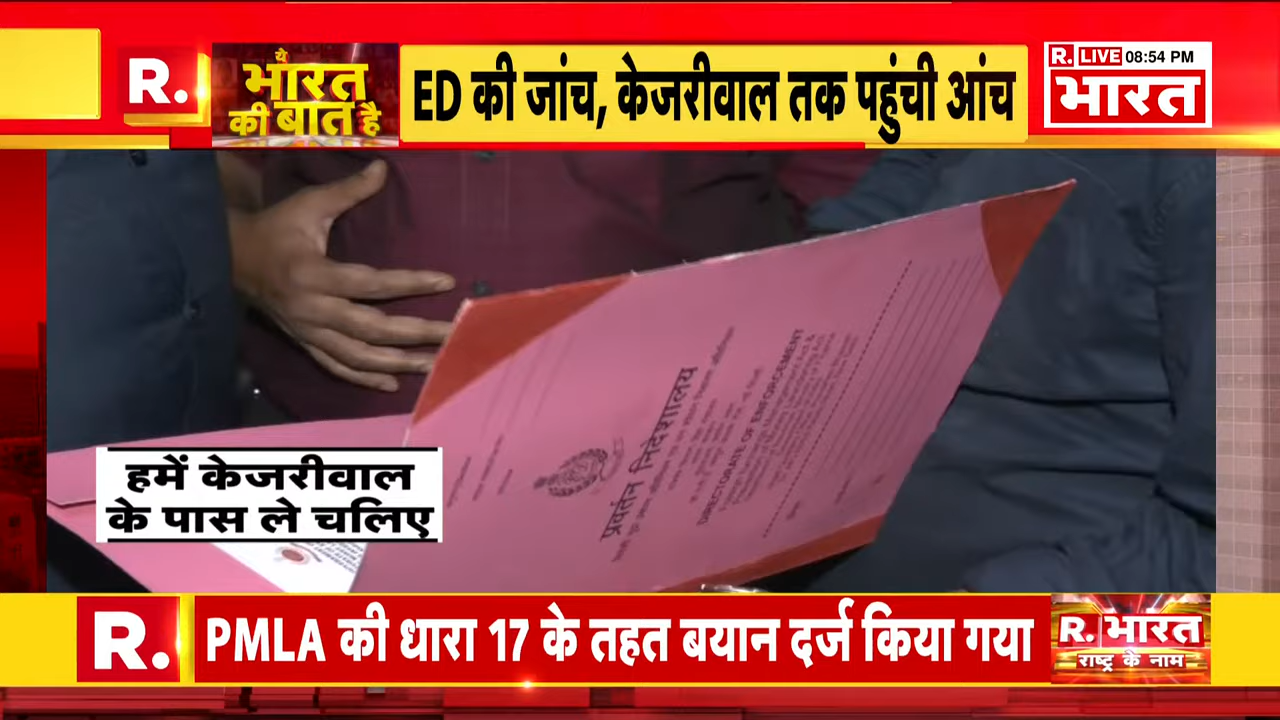 R.
ये
भारत
की बात है
ED की जांच, केजरीवाल तक पहुंची आंच
R. LIVE 08:54 PM
भारत
प्रवर्तन निदेशालय
DIRECTORATE OF ENFORCEMENT
हमें केजरीवाल
के पास ले चलिए
R.
PMLA की धारा 17 के तहत बयान दर्ज किया गया
R. भारत
राष्ट्र के नाम